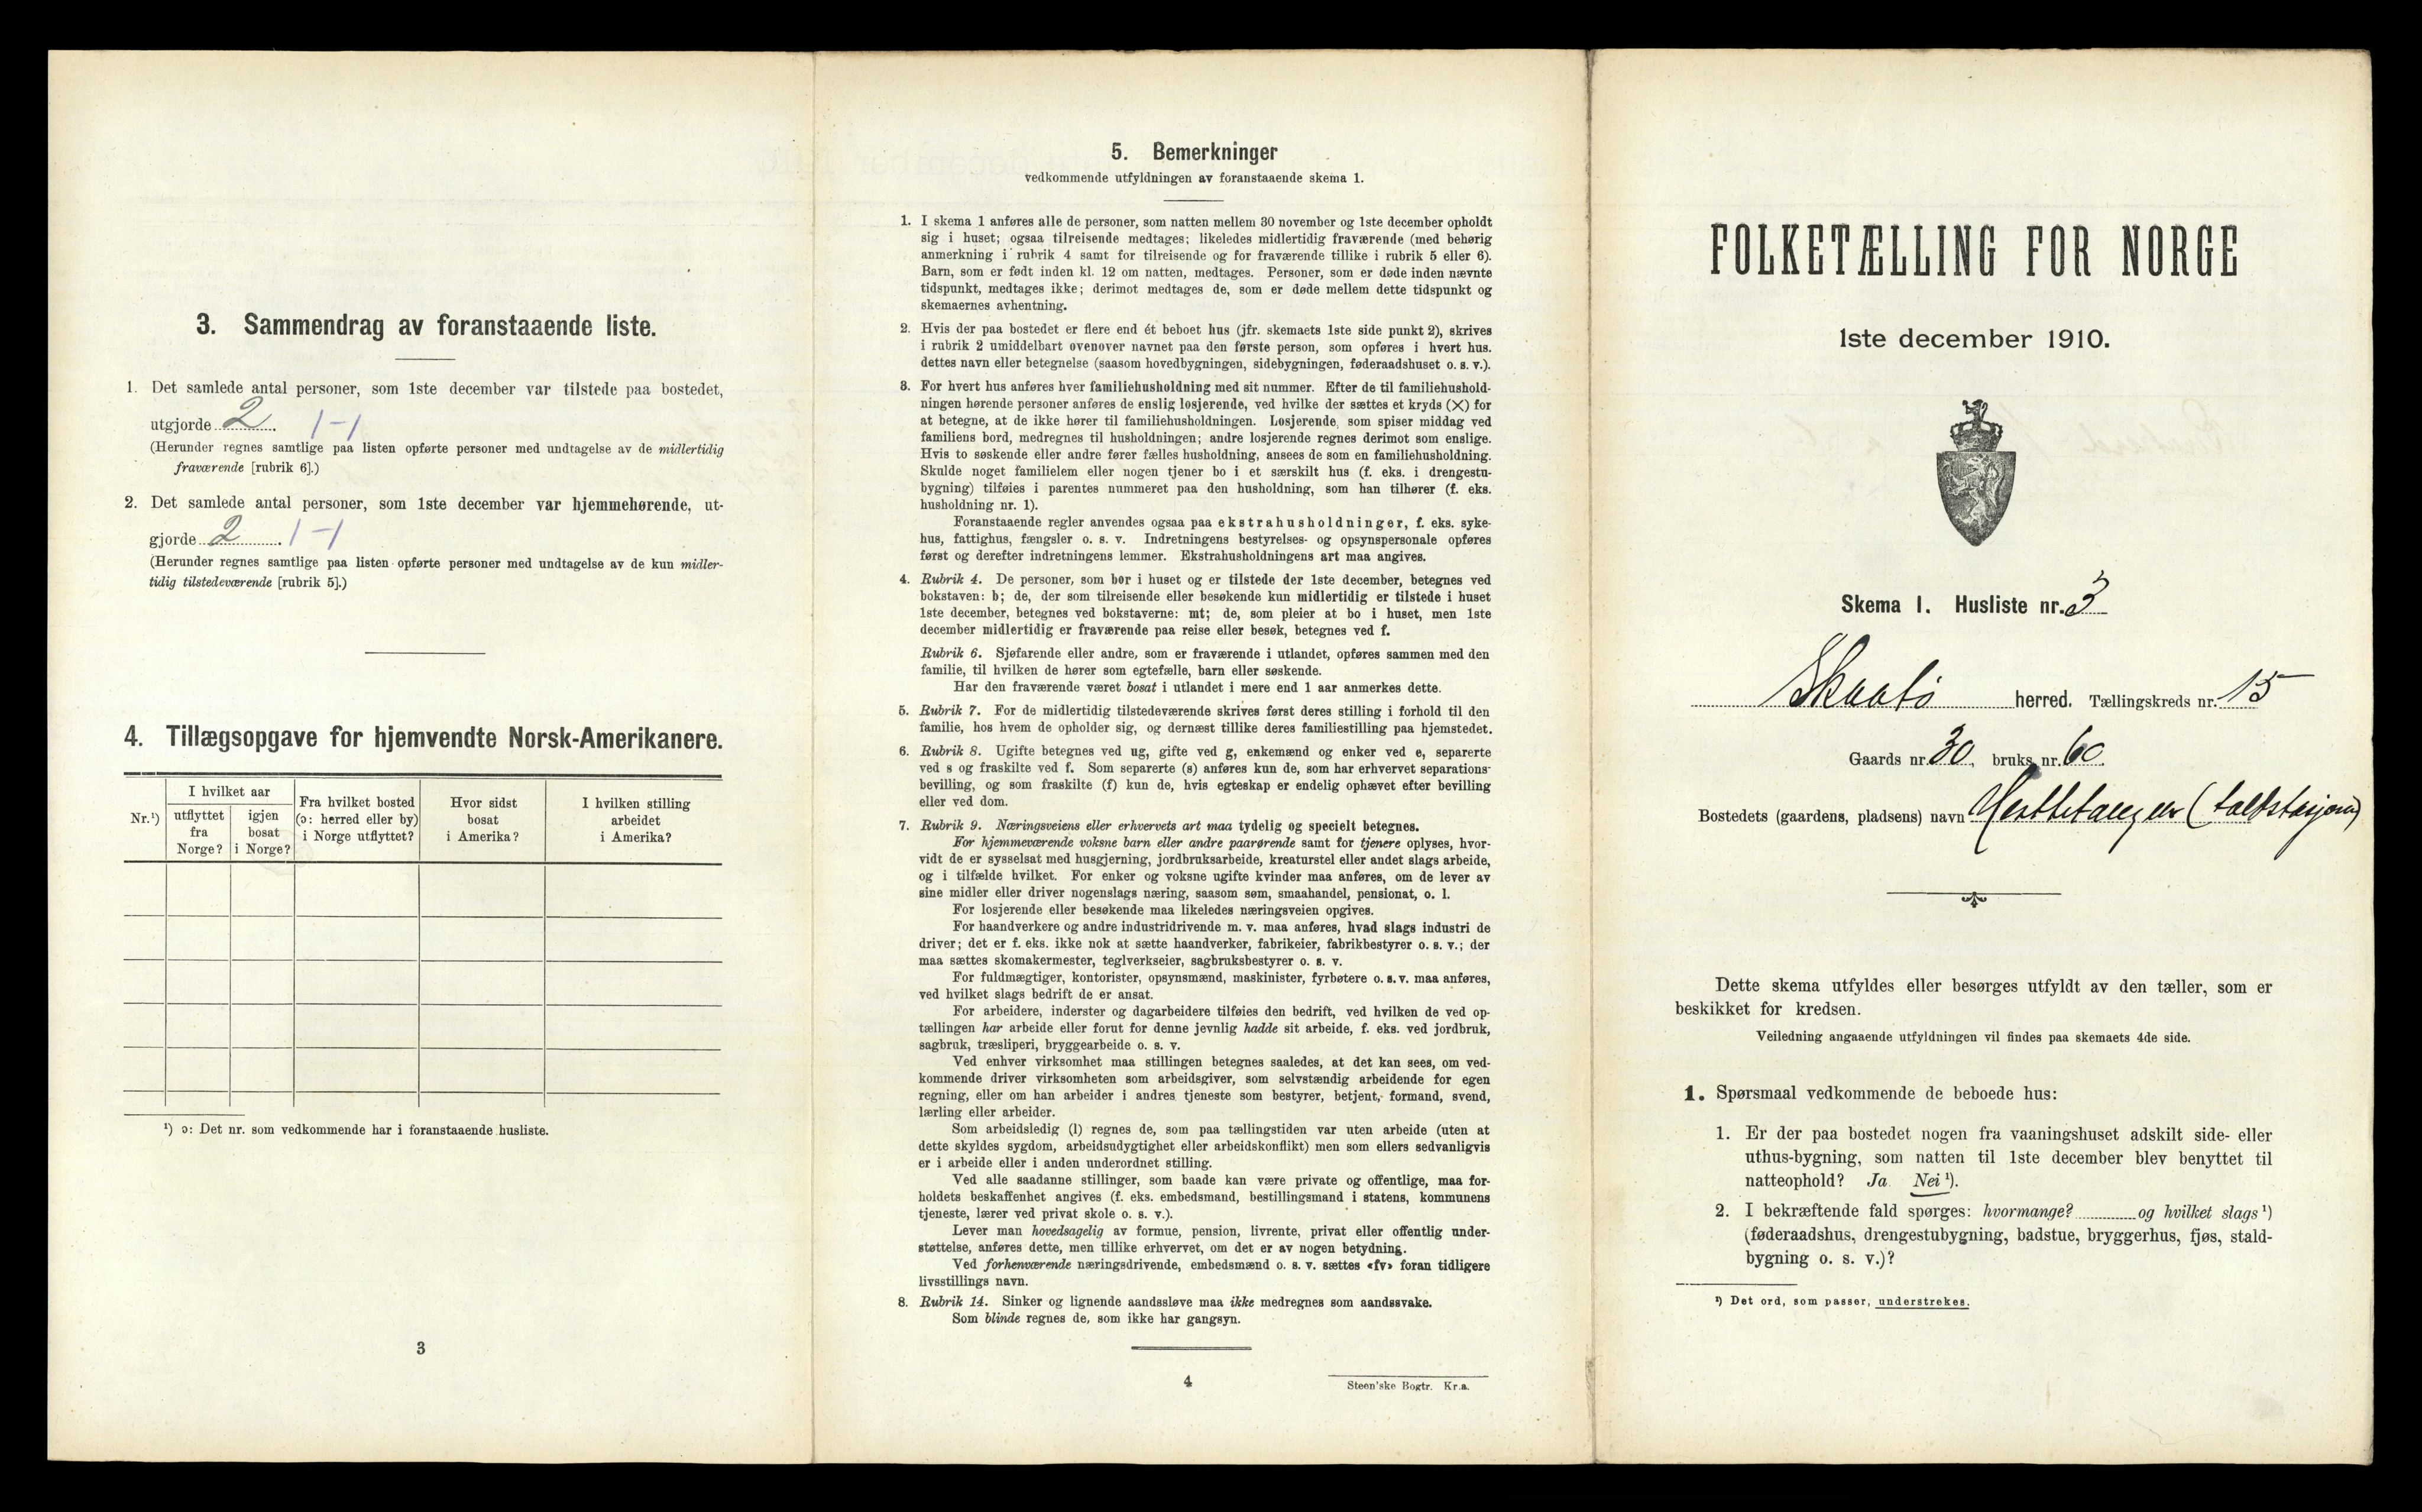 3. Sammendrag av foranstaaende liste.
1. Det samlede antal personer, som 1ste december var tilstede paa bostedet,
utgjorde 2. 1-1
(Herunder regnes samtlige paa listen opførte personer med undtagelse av de midlertidig
fraværende [rubrik 6].)
2. Det samlede antal personer, som 1ste december var hjemmehørende, ut-
gjorde 2. 1-1
(Herunder regnes samtlige paa listen opførte personer med undtagelse av de kun midler-
tidig tilstedeværende [rubrik 5].)
4. Tillægsopgave for hjemvendte Norsk-Amerikanere.
Nr.¹)
I hvilket aar
utflyttet
fra
Norge?
igjen
bosat
i Norge?
Fra hvilket bosted
(ɔ: herred eller by)
i Norge utflyttet?
Hvor sidst
bosat
i Amerika?
I hvilken stilling
arbeidet
i Amerika?
¹) ɔ: Det nr. som vedkommende har i foranstaaende husliste.
3
5. Bemerkninger
vedkommende utfyldningen av foranstaaende skema 1.
1. I skema 1 anføres alle de personer, som natten mellem 30 november og 1ste december opholdt
sig i huset; ogsaa tilreisende medtages; likeledes midlertidig fraværende (med behørig
anmerkning i rubrik 4 samt for tilreisende og for fraværende tillike i rubrik 5 eller 6).
Barn, som er født inden kl. 12 om natten, medtages. Personer, som er døde inden nævnte
tidspunkt, medtages ikke; derimot medtages de, som er døde mellem dette tidspunkt og
skemaernes avhentning.
2. Hvis der paa bostedet er flere end ét beboet hus (jfr. skemaets 1ste side punkt 2), skrives
i rubrik 2 umiddelbart ovenover navnet paa den første person, som opføres i hvert hus.
dettes navn eller betegnelse (saasom hovedbygningen, sidebygningen, føderaadshuset o. s. v.).
3. For hvert hus anføres hver familiehusholdning med sit nummer. Efter de til familiehushold-
ningen hørende personer anføres de enslig losjerende, ved hvilke der sættes et kryds (✕) for
at betegne, at de ikke hører til familiehusholdningen. Losjerende, som spiser middag ved
familiens bord, medregnes til husholdningen; andre losjerende regnes derimot som enslige.
Hvis to søskende eller andre fører fælles husholdning, ansees de som en familiehusholdning.
Skulde noget familielem eller nogen tjener bo i et særskilt hus (f. eks. i drengestu-
bygning) tilføies i parentes nummeret paa den husholdning, som han tilhører (f. eks.
husholdning nr. 1).
Foranstaaende regler anvendes ogsaa paa ekstrahusholdninger, f. eks. syke-
hus, fattighus, fængsler o. s. v. Indretningens bestyrelses- og opsynspersonale opføres
først og derefter indretningens lemmer. Ekstrahusholdningens art maa angives.
4. Rubrik 4. De personer, som bør i huset og er tilstede der 1ste december, betegnes ved
bokstaven: b; de, der som tilreisende eller besøkende kun midlertidig er tilstede i huset
1ste december, betegnes ved bokstaverne: mt; de, som pleier at bo i huset, men 1ste
december midlertidig er fraværende paa reise eller besøk, betegnes ved f.
Rubrik 6. Sjøfarende eller andre, som er fraværende i utlandet, opføres sammen med den
familie, til hvilken de hører som egtefælle, barn eller søskende.
Har den fraværende været bosat i utlandet i mere end 1 aar anmerkes dette.
5. Rubrik 7. For de midlertidig tilstedeværende skrives først deres stilling i forhold til den
familie, hos hvem de opholder sig, og dernæst tillike deres familiestilling paa hjemstedet.
6. Rubrik 8. Ugifte betegnes ved ug, gifte ved g, enkemænd og enker ved e, separerte
ved s og fraskilte ved f. Som separerte (s) anføres kun de, som har erhvervet separations-
bevilling, og som fraskilte (f) kun de, hvis egteskap er endelig ophævet efter bevilling
eller ved dom.
7. Rubrik 9. Næringsveiens eller erhvervets art maa tydelig og specielt betegnes.
For hjemmeværende voksne barn eller andre paarørende samt for tjenere oplyses, hvor-
vidt de er sysselsat med husgjerning, jordbruksarbeide, kreaturstel eller andet slags arbeide,
og i tilfælde hvilket. For enker og voksne ugifte kvinder maa anføres, om de lever av
sine midler eller driver nogenslags næring, saasom søm, smaahandel, pensionat, o. l.
For losjerende eller besøkende maa likeledes næringsveien opgives.
For haandverkere og andre industridrivende m. v. maa anføres, hvad slags industri de
driver; det er f. eks. ikke nok at sætte haandverker, fabrikeier, fabrikbestyrer o. s. v.; der
maa sættes skomakermester, teglverkseier, sagbruksbestyrer o. s. v.
For fuldmægtiger, kontorister, opsynsmænd, maskinister, fyrbøtere o. s. v. maa anføres,
ved hvilket slags bedrift de er ansat.
For arbeidere, inderster og dagarbeidere tilføies den bedrift, ved hvilken de ved op-
tællingen har arbeide eller forut for denne jevnlig hadde sit arbeide, f. eks. ved jordbruk,
sagbruk, træsliperi, bryggearbeide o. s. v.
Ved enhver virksomhet maa stillingen betegnes saaledes, at det kan sees, om ved-
kommende driver virksomheten som arbeidsgiver, som selvstændig arbeidende for egen
regning, eller om han arbeider i andres tjeneste som bestyrer, betjent, formand, svend,
lærling eller arbeider.
Som arbeidsledig (l) regnes de, som paa tællingstiden var uten arbeide (uten at
dette skyldes sygdom, arbeidsudygtighet eller arbeidskonflikt) men som ellers sedvanligvis
er i arbeide eller i anden underordnet stilling.
Ved alle saadanne stillinger, som baade kan være private og offentlige, maa for-
holdets beskaffenhet angives (f. eks. embedsmand, bestillingsmand i statens, kommunens
tjeneste, lærer ved privat skole o. s. v.).
Lever man hovedsagelig av formue, pension, livrente, privat eller offentlig under-
støttelse, anføres dette, men tillike erhvervet, om det er av nogen betydning.
Ved forhenværende næringsdrivende, embedsmænd o. s. v. sættes «fv» foran tidligere
livsstillings navn.
8. Rubrik 14. Sinker og lignende aandssløve maa ikke medregnes som aandssvake.
Som blinde regnes de, som ikke har gangsyn.
4
Steen'ske Bogtr. Kr.a.
FOLKETÆLLING FOR NORGE
1ste december 1910.
Skema 1. Husliste nr. 3
Skaatø herred. Tællingskreds nr. 15
Gaards nr. 30, bruks nr. 60.
Bostedets (gaardens, pladsens) navn (toldstasjon)
Dette skema utfyldes eller besørges utfyldt av den tæller, som er
beskikket for kredsen.
Veiledning angaaende utfyldningen vil findes paa skemaets 4de side.
1. Spørsmaal vedkommende de beboede hus:
1. Er der paa bostedet nogen fra vaaningshuset adskilt side- eller
uthus-bygning, som natten til 1ste december blev benyttet til
natteophold? Ja. Nei ¹).
2. I bekræftende fald spørges: hvormange? og hvilket slags ¹)
(føderaadshus, drengestubygning, badstue, bryggerhus, fjøs, stald-
bygning o. s. v.)?
¹) Det ord, som passer, understrekes.